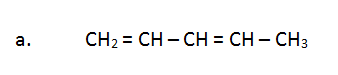 a. CH₂ = CH – CH = CH – CH₃